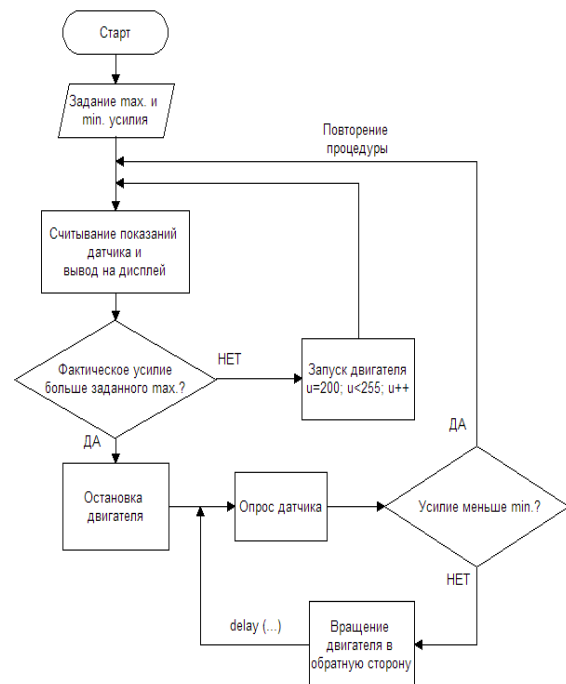 Старт
Задание max. и
min. усилия
Повторение
процедуры
Считывание показаний
датчика и
вывод на дисплей
Фактическое усилие
больше заданного max.?
НЕТ
Запуск двигателя
u=200; u<255; u++
ДА
ДА
Остановка
двигателя
Опрос датчика
Усилие меньше min.?
НЕТ
delay (...)
Вращение
двигателя в
обратную сторону